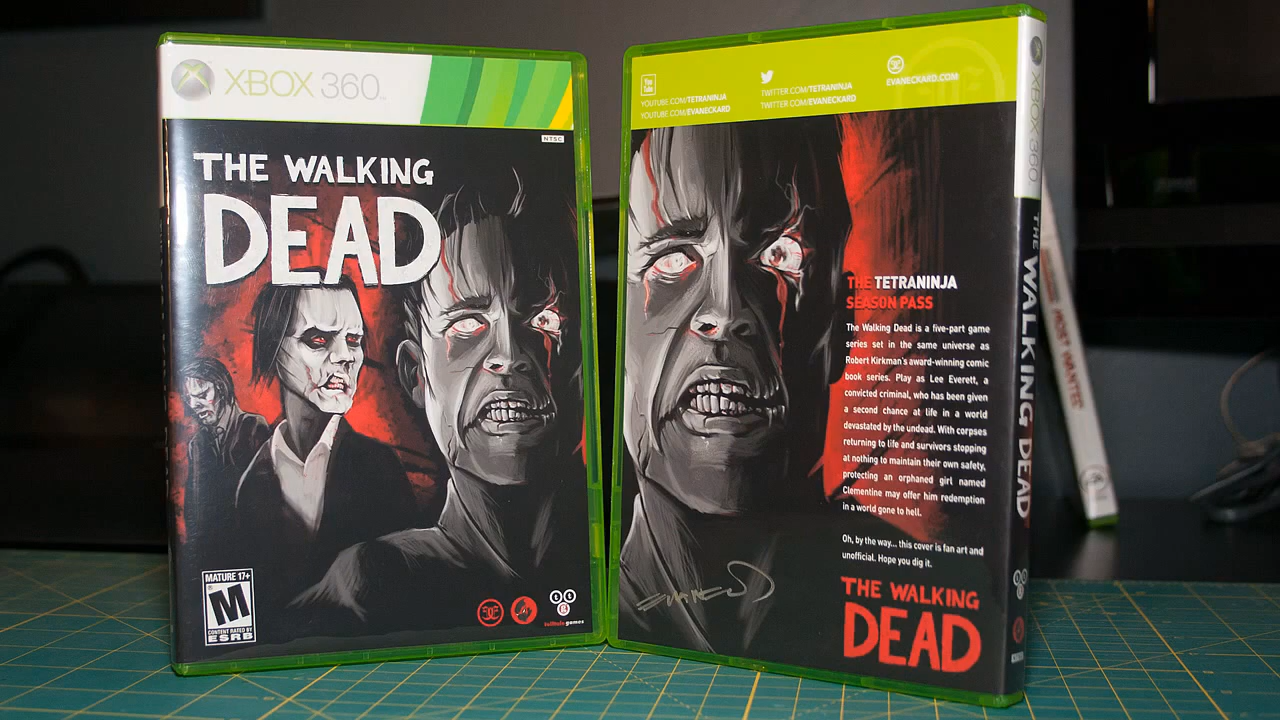 XBOX 360
NTSC
THE WALKING
DEAD
MATURE 17+
M
CONTENT RATED BY
ESRB
telltale games
You
Tube
YOUTUBE.COM/TETRANINJA
YOUTUBE.COM/EVANECKARD
TWITTER.COM/TETRANINJA
TWITTER.COM/EVANECKARD
EVANECKARD.COM
THE TETRANINJA
SEASON PASS
The Walking Dead is a five-part game
series set in the same universe as
Robert Kirkman's award-winning comic
book series. Play as Lee Everett, a
convicted criminal, who has been given
a second chance at life in a world
devastated by the undead. With corpses
returning to life and survivors stopping
at nothing to maintain their own safety,
protecting an orphaned girl named
Clementine may offer him redemption
in a world gone to hell.
Oh, by the way... this cover is fan art and
unofficial. Hope you dig it.
THE WALKING
DEAD
XBOX 360
THE WALKING DEAD
MOST WANTED